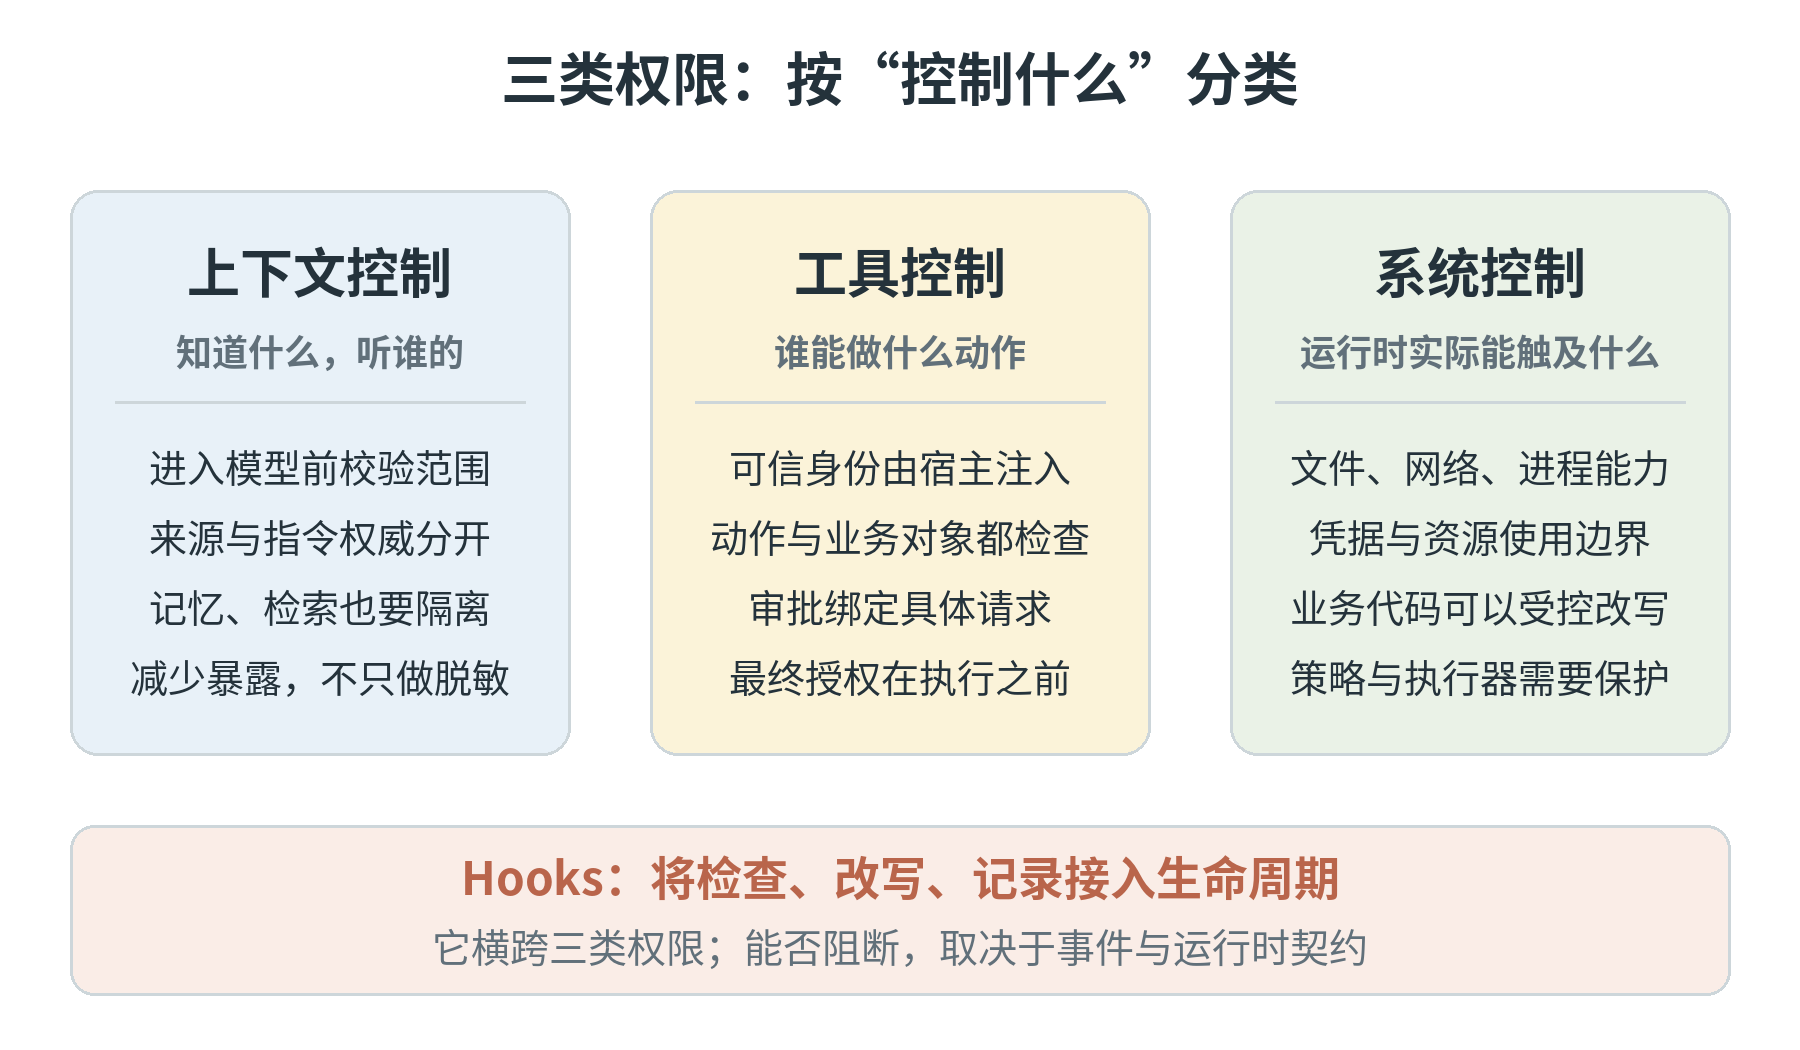 三类权限：按“控制什么”分类
上下文控制
知道什么，听谁的
进入模型前校验范围
来源与指令权威分开
记忆、检索也要隔离
减少暴露，不只做脱敏
工具控制
谁能做什么动作
可信身份由宿主注入
动作与业务对象都检查
审批绑定具体请求
最终授权在执行之前
系统控制
运行时实际能触及什么
文件、网络、进程能力
凭据与资源使用边界
业务代码可以受控改写
策略与执行器需要保护
Hooks：将检查、改写、记录接入生命周期
它横跨三类权限；能否阻断，取决于事件与运行时契约